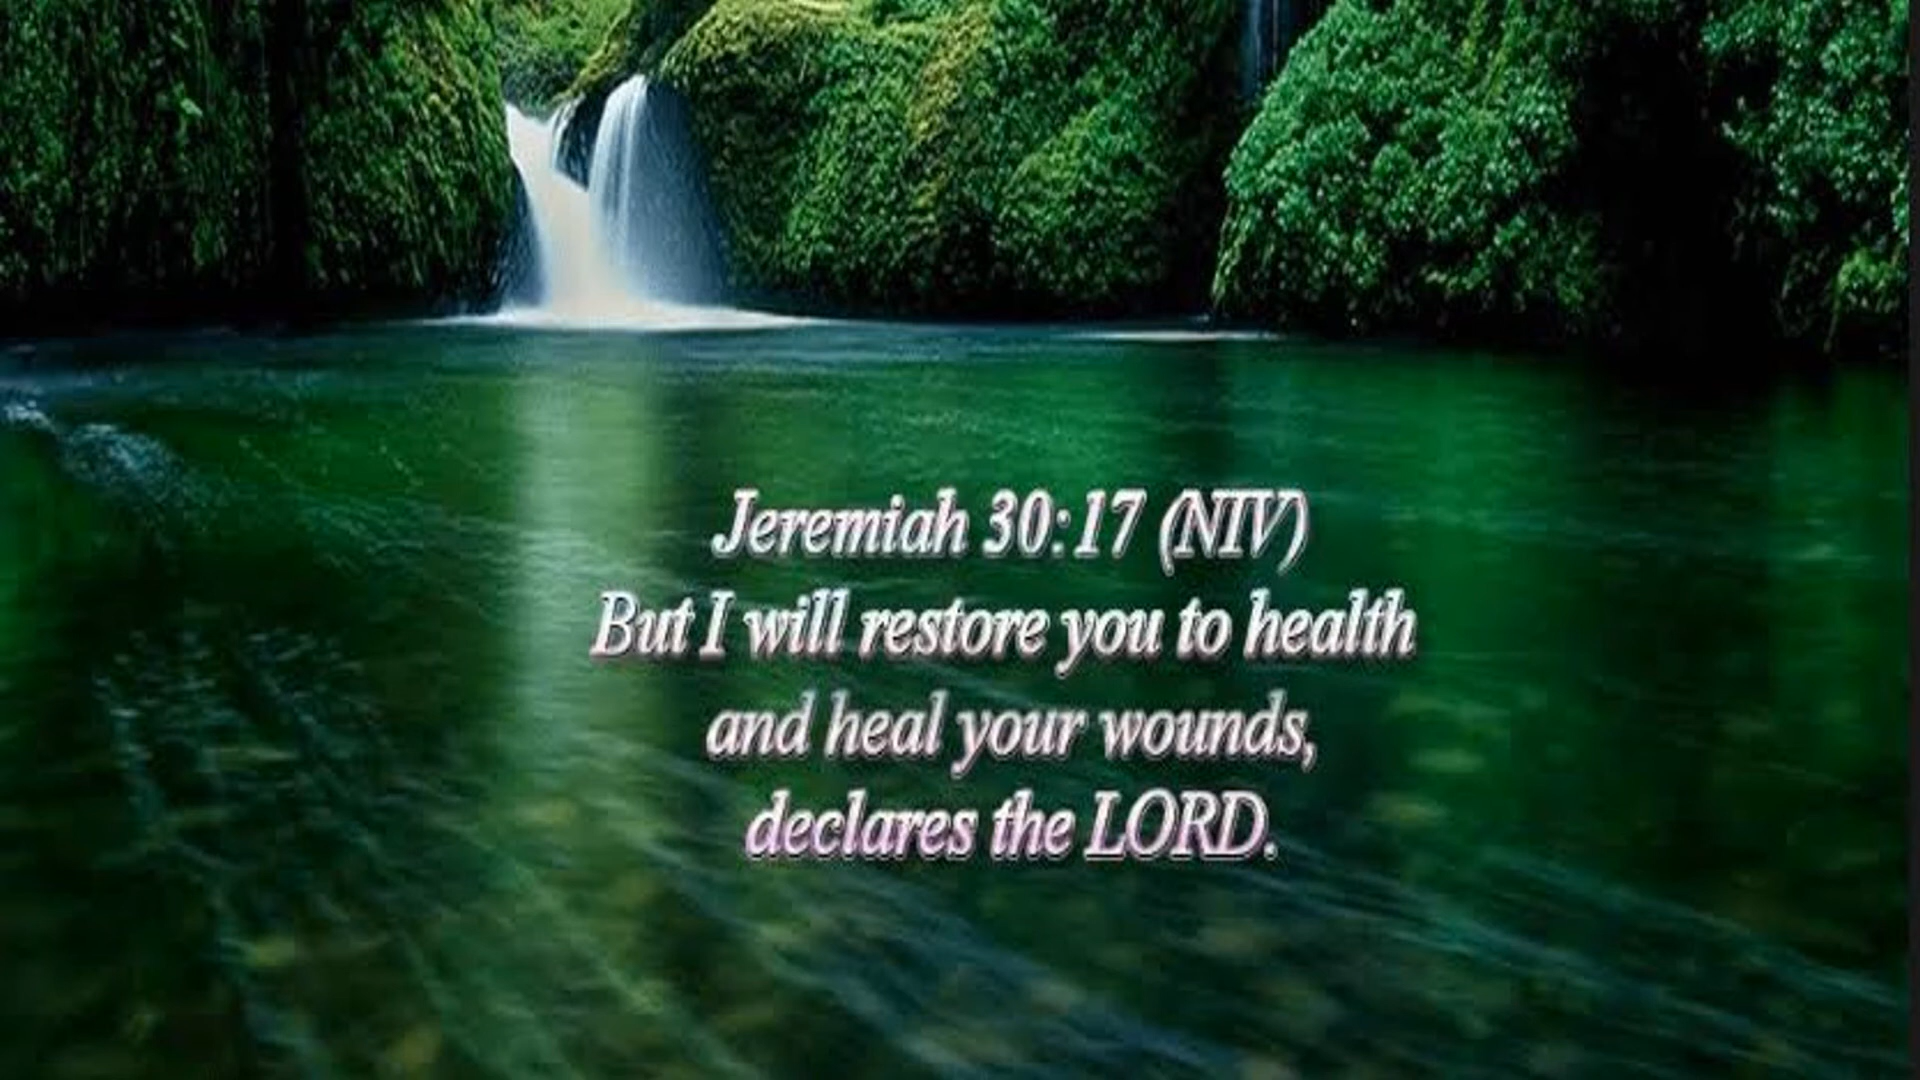 Jeremiah 30:17 (NIV)
But I will restore you to health
and heal your wounds,
declares the LORD.